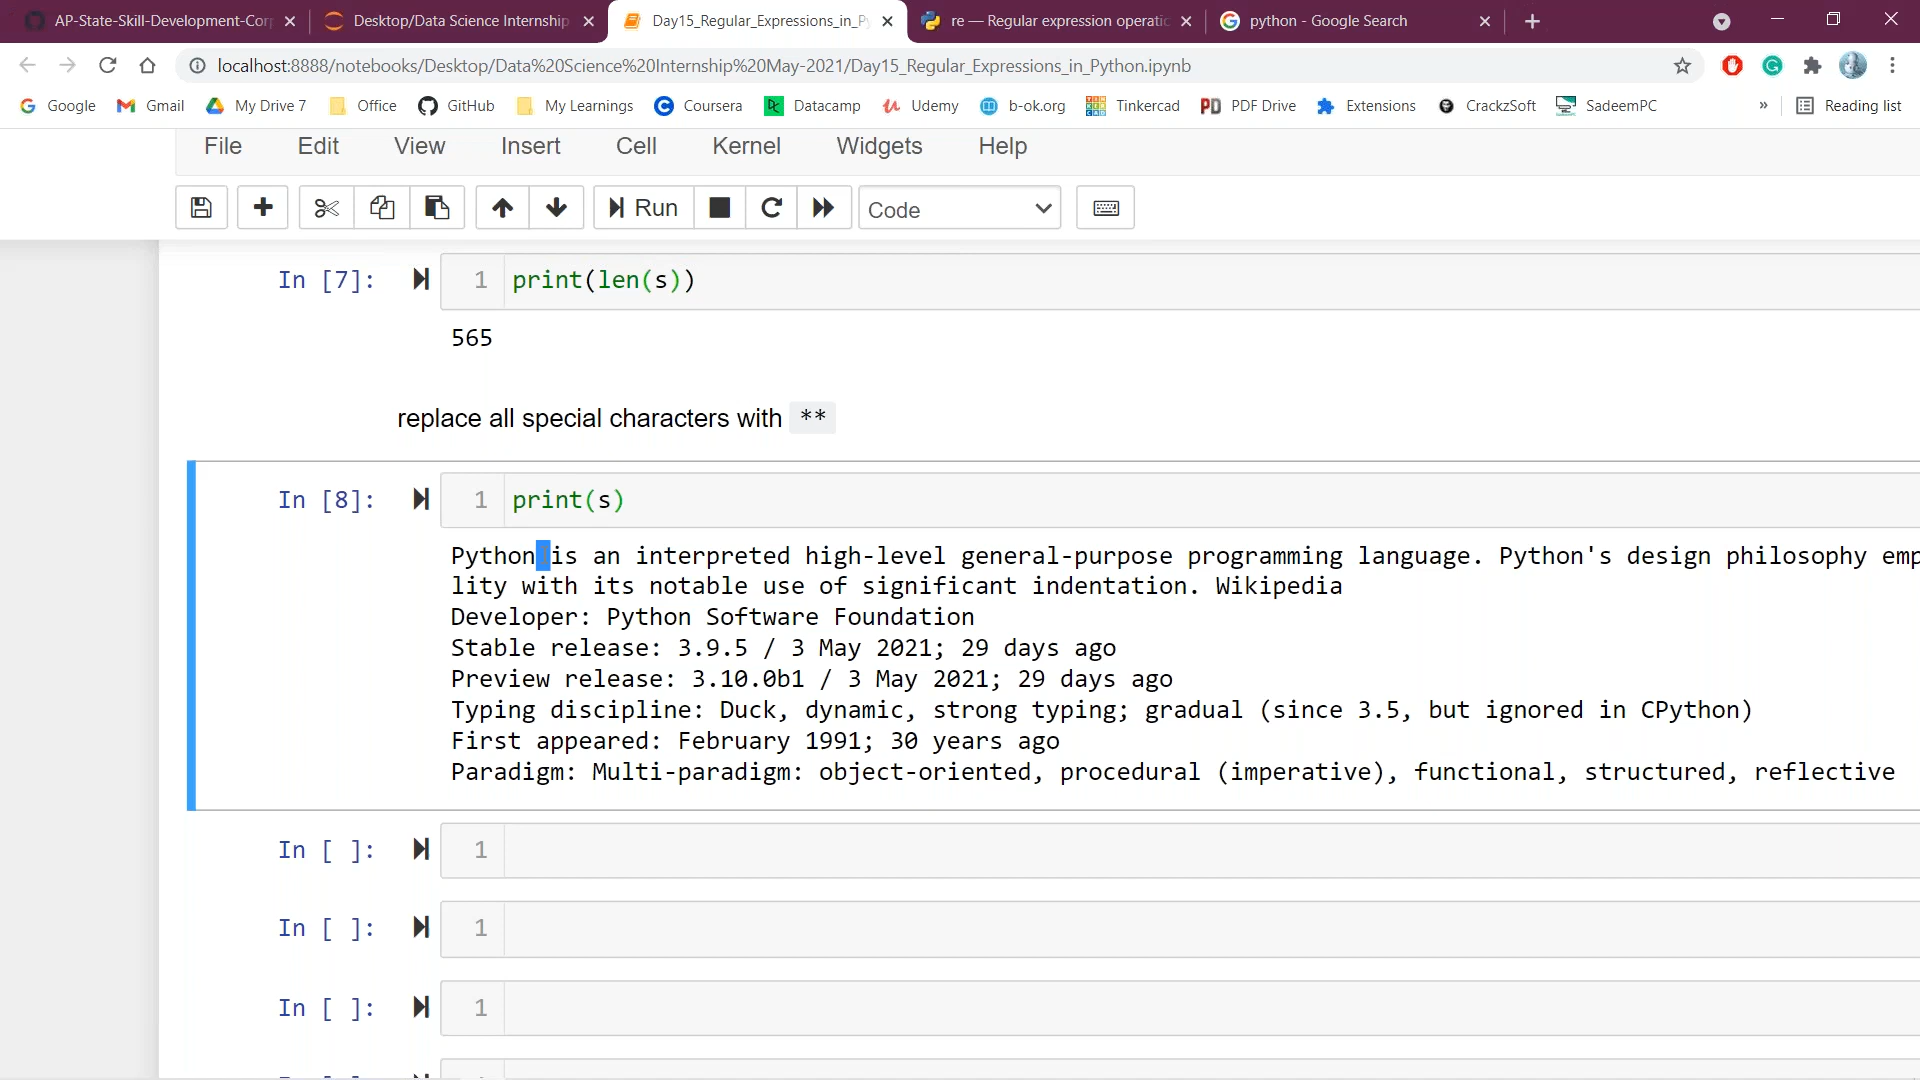 AP-State-Skill-Development-Corp
Desktop/Data Science Internship
Day15_Regular_Expressions_in_Py
re — Regular expression operatio
python - Google Search
localhost:8888/notebooks/Desktop/Data%20Science%20Internship%20May-2021/Day15_Regular_Expressions_in_Python.ipynb
Google Gmail My Drive 7 Office GitHub My Learnings Coursera Datacamp Udemy b-ok.org Tinkercad PDF Drive Extensions CrackzSoft SadeemPC » Reading list
File Edit View Insert Cell Kernel Widgets Help
Run Code
In [7]: 1 print(len(s))
565
replace all special characters with **
In [8]: 1 print(s)
Python is an interpreted high-level general-purpose programming language. Python's design philosophy emp
lity with its notable use of significant indentation. Wikipedia
Developer: Python Software Foundation
Stable release: 3.9.5 / 3 May 2021; 29 days ago
Preview release: 3.10.0b1 / 3 May 2021; 29 days ago
Typing discipline: Duck, dynamic, strong typing; gradual (since 3.5, but ignored in CPython)
First appeared: February 1991; 30 years ago
Paradigm: Multi-paradigm: object-oriented, procedural (imperative), functional, structured, reflective
In [ ]: 1
In [ ]: 1
In [ ]: 1